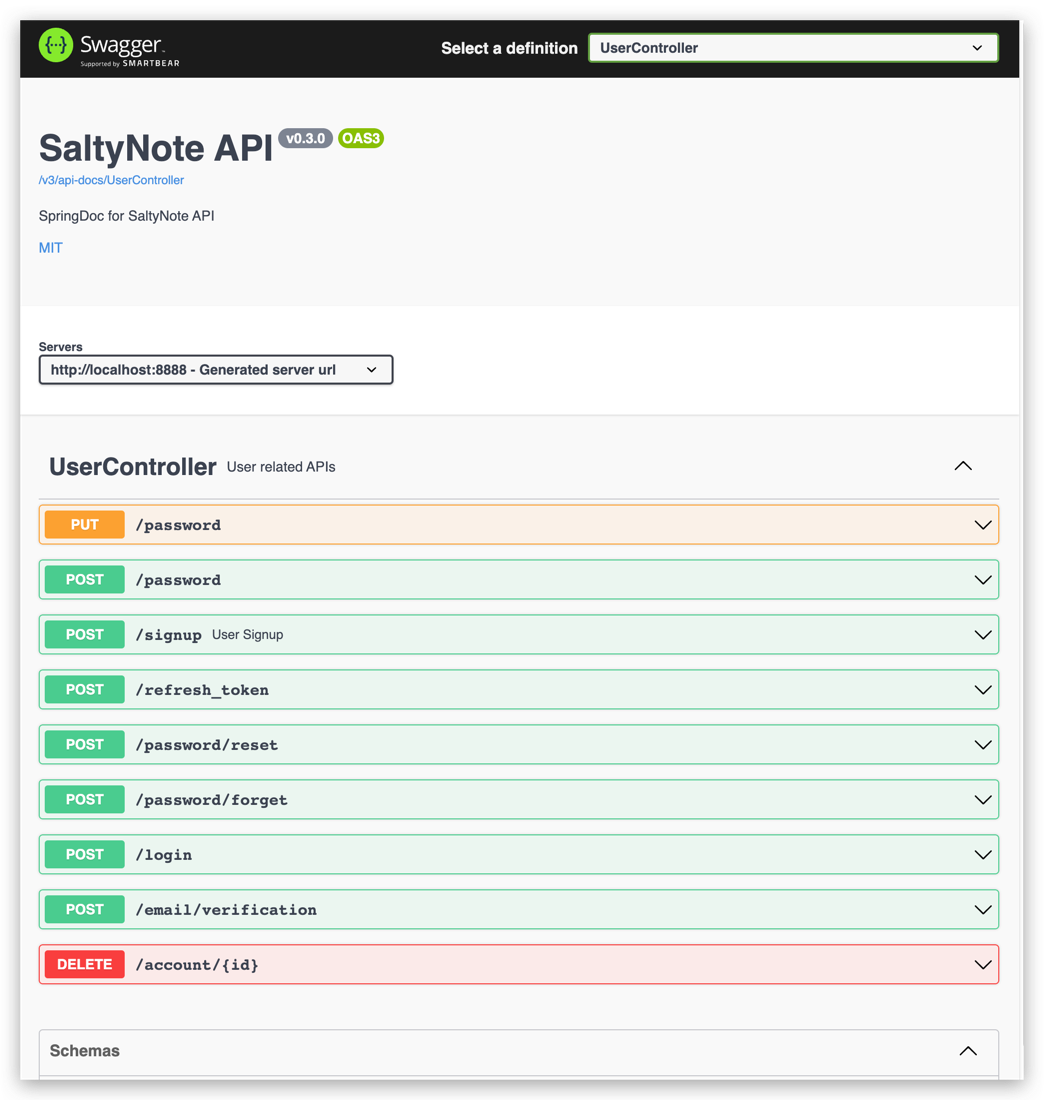 Swagger
Supported by SMARTBEAR
Select a definition
UserController
SaltyNote API v0.3.0 OAS3
/v3/api-docs/UserController
SpringDoc for SaltyNote API
MIT
Servers
http://localhost:8888 - Generated server url
UserController User related APIs
PUT /password
POST /password
POST /signup User Signup
POST /refresh_token
POST /password/reset
POST /password/forget
POST /login
POST /email/verification
DELETE /account/{id}
Schemas